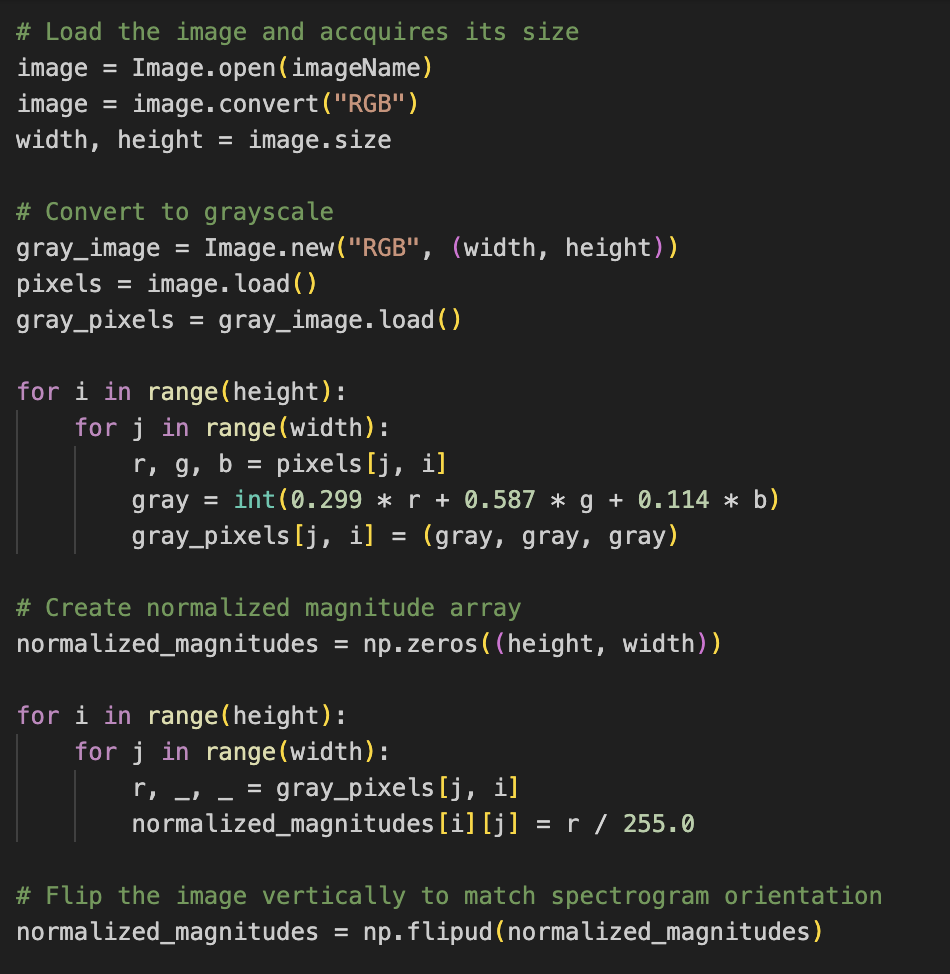 # Load the image and accquires its size
image = Image.open(imageName)
image = image.convert("RGB")
width, height = image.size

# Convert to grayscale
gray_image = Image.new("RGB", (width, height))
pixels = image.load()
gray_pixels = gray_image.load()

for i in range(height):
    for j in range(width):
        r, g, b = pixels[j, i]
        gray = int(0.299 * r + 0.587 * g + 0.114 * b)
        gray_pixels[j, i] = (gray, gray, gray)

# Create normalized magnitude array
normalized_magnitudes = np.zeros((height, width))

for i in range(height):
    for j in range(width):
        r, _, _ = gray_pixels[j, i]
        normalized_magnitudes[i][j] = r / 255.0

# Flip the image vertically to match spectrogram orientation
normalized_magnitudes = np.flipud(normalized_magnitudes)